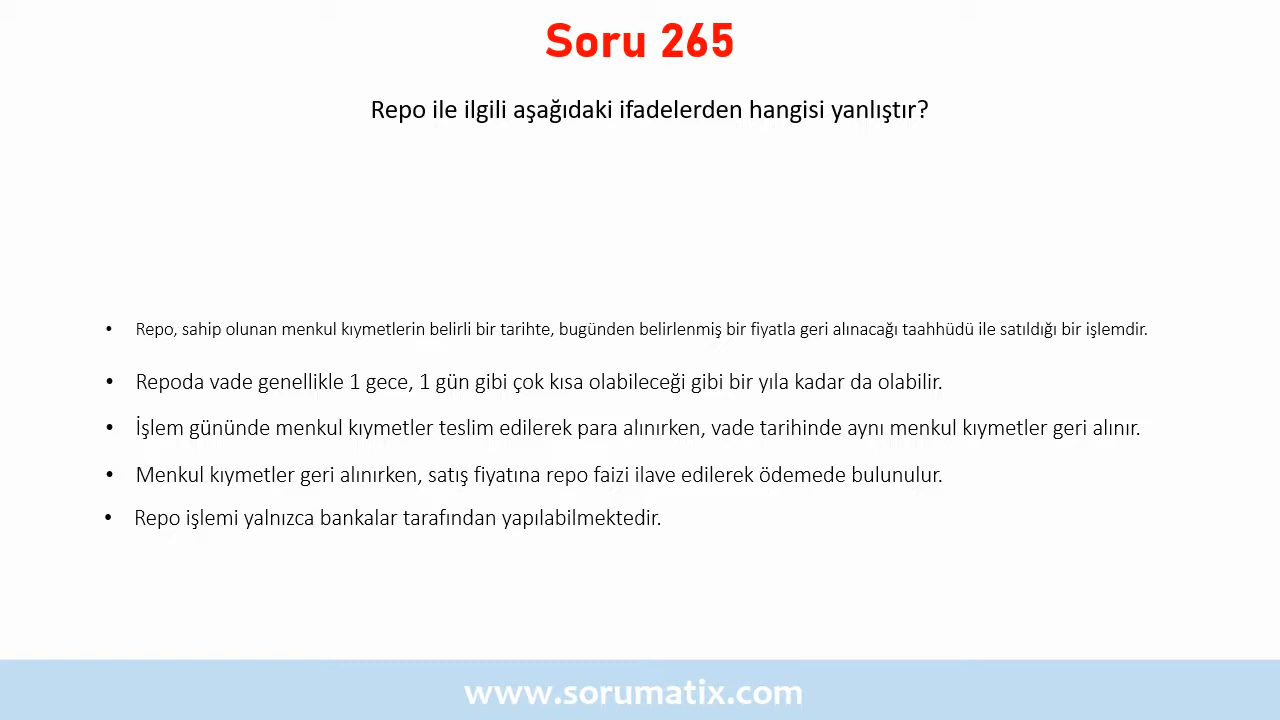 Soru 265
Repo ile ilgili aşağıdaki ifadelerden hangisi yanlıştır?
• Repo, sahip olunan menkul kıymetlerin belirli bir tarihte, bugünden belirlenmiş bir fiyatla geri alınacağı taahhüdü ile satıldığı bir işlemdir.
• Repoda vade genellikle 1 gece, 1 gün gibi çok kısa olabileceği gibi bir yıla kadar da olabilir.
• İşlem gününde menkul kıymetler teslim edilerek para alınırken, vade tarihinde aynı menkul kıymetler geri alınır.
• Menkul kıymetler geri alınırken, satış fiyatına repo faizi ilave edilerek ödemede bulunulur.
• Repo işlemi yalnızca bankalar tarafından yapılabilmektedir.
www.sorumatix.com